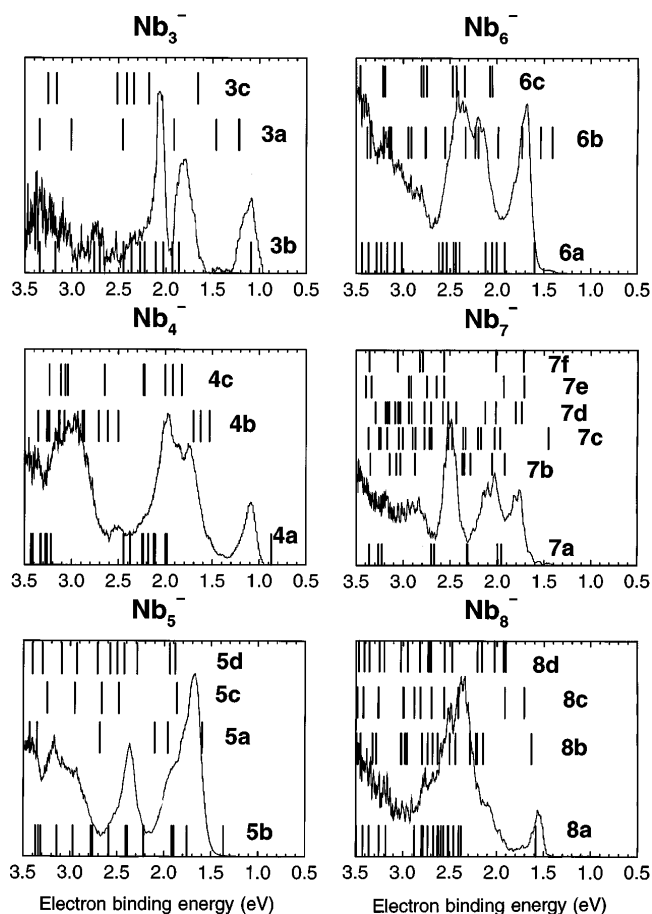 Nb3−
3c
3a
3b
3.5 3.0 2.5 2.0 1.5 1.0 0.5
Nb6−
6c
6b
6a
3.5 3.0 2.5 2.0 1.5 1.0 0.5
Nb4−
4c
4b
4a
3.5 3.0 2.5 2.0 1.5 1.0 0.5
Nb7−
7f
7e
7d
7c
7b
7a
3.5 3.0 2.5 2.0 1.5 1.0 0.5
Nb5−
5d
5c
5a
5b
3.5 3.0 2.5 2.0 1.5 1.0 0.5
Electron binding energy (eV)
Nb8−
8d
8c
8b
8a
3.5 3.0 2.5 2.0 1.5 1.0 0.5
Electron binding energy (eV)